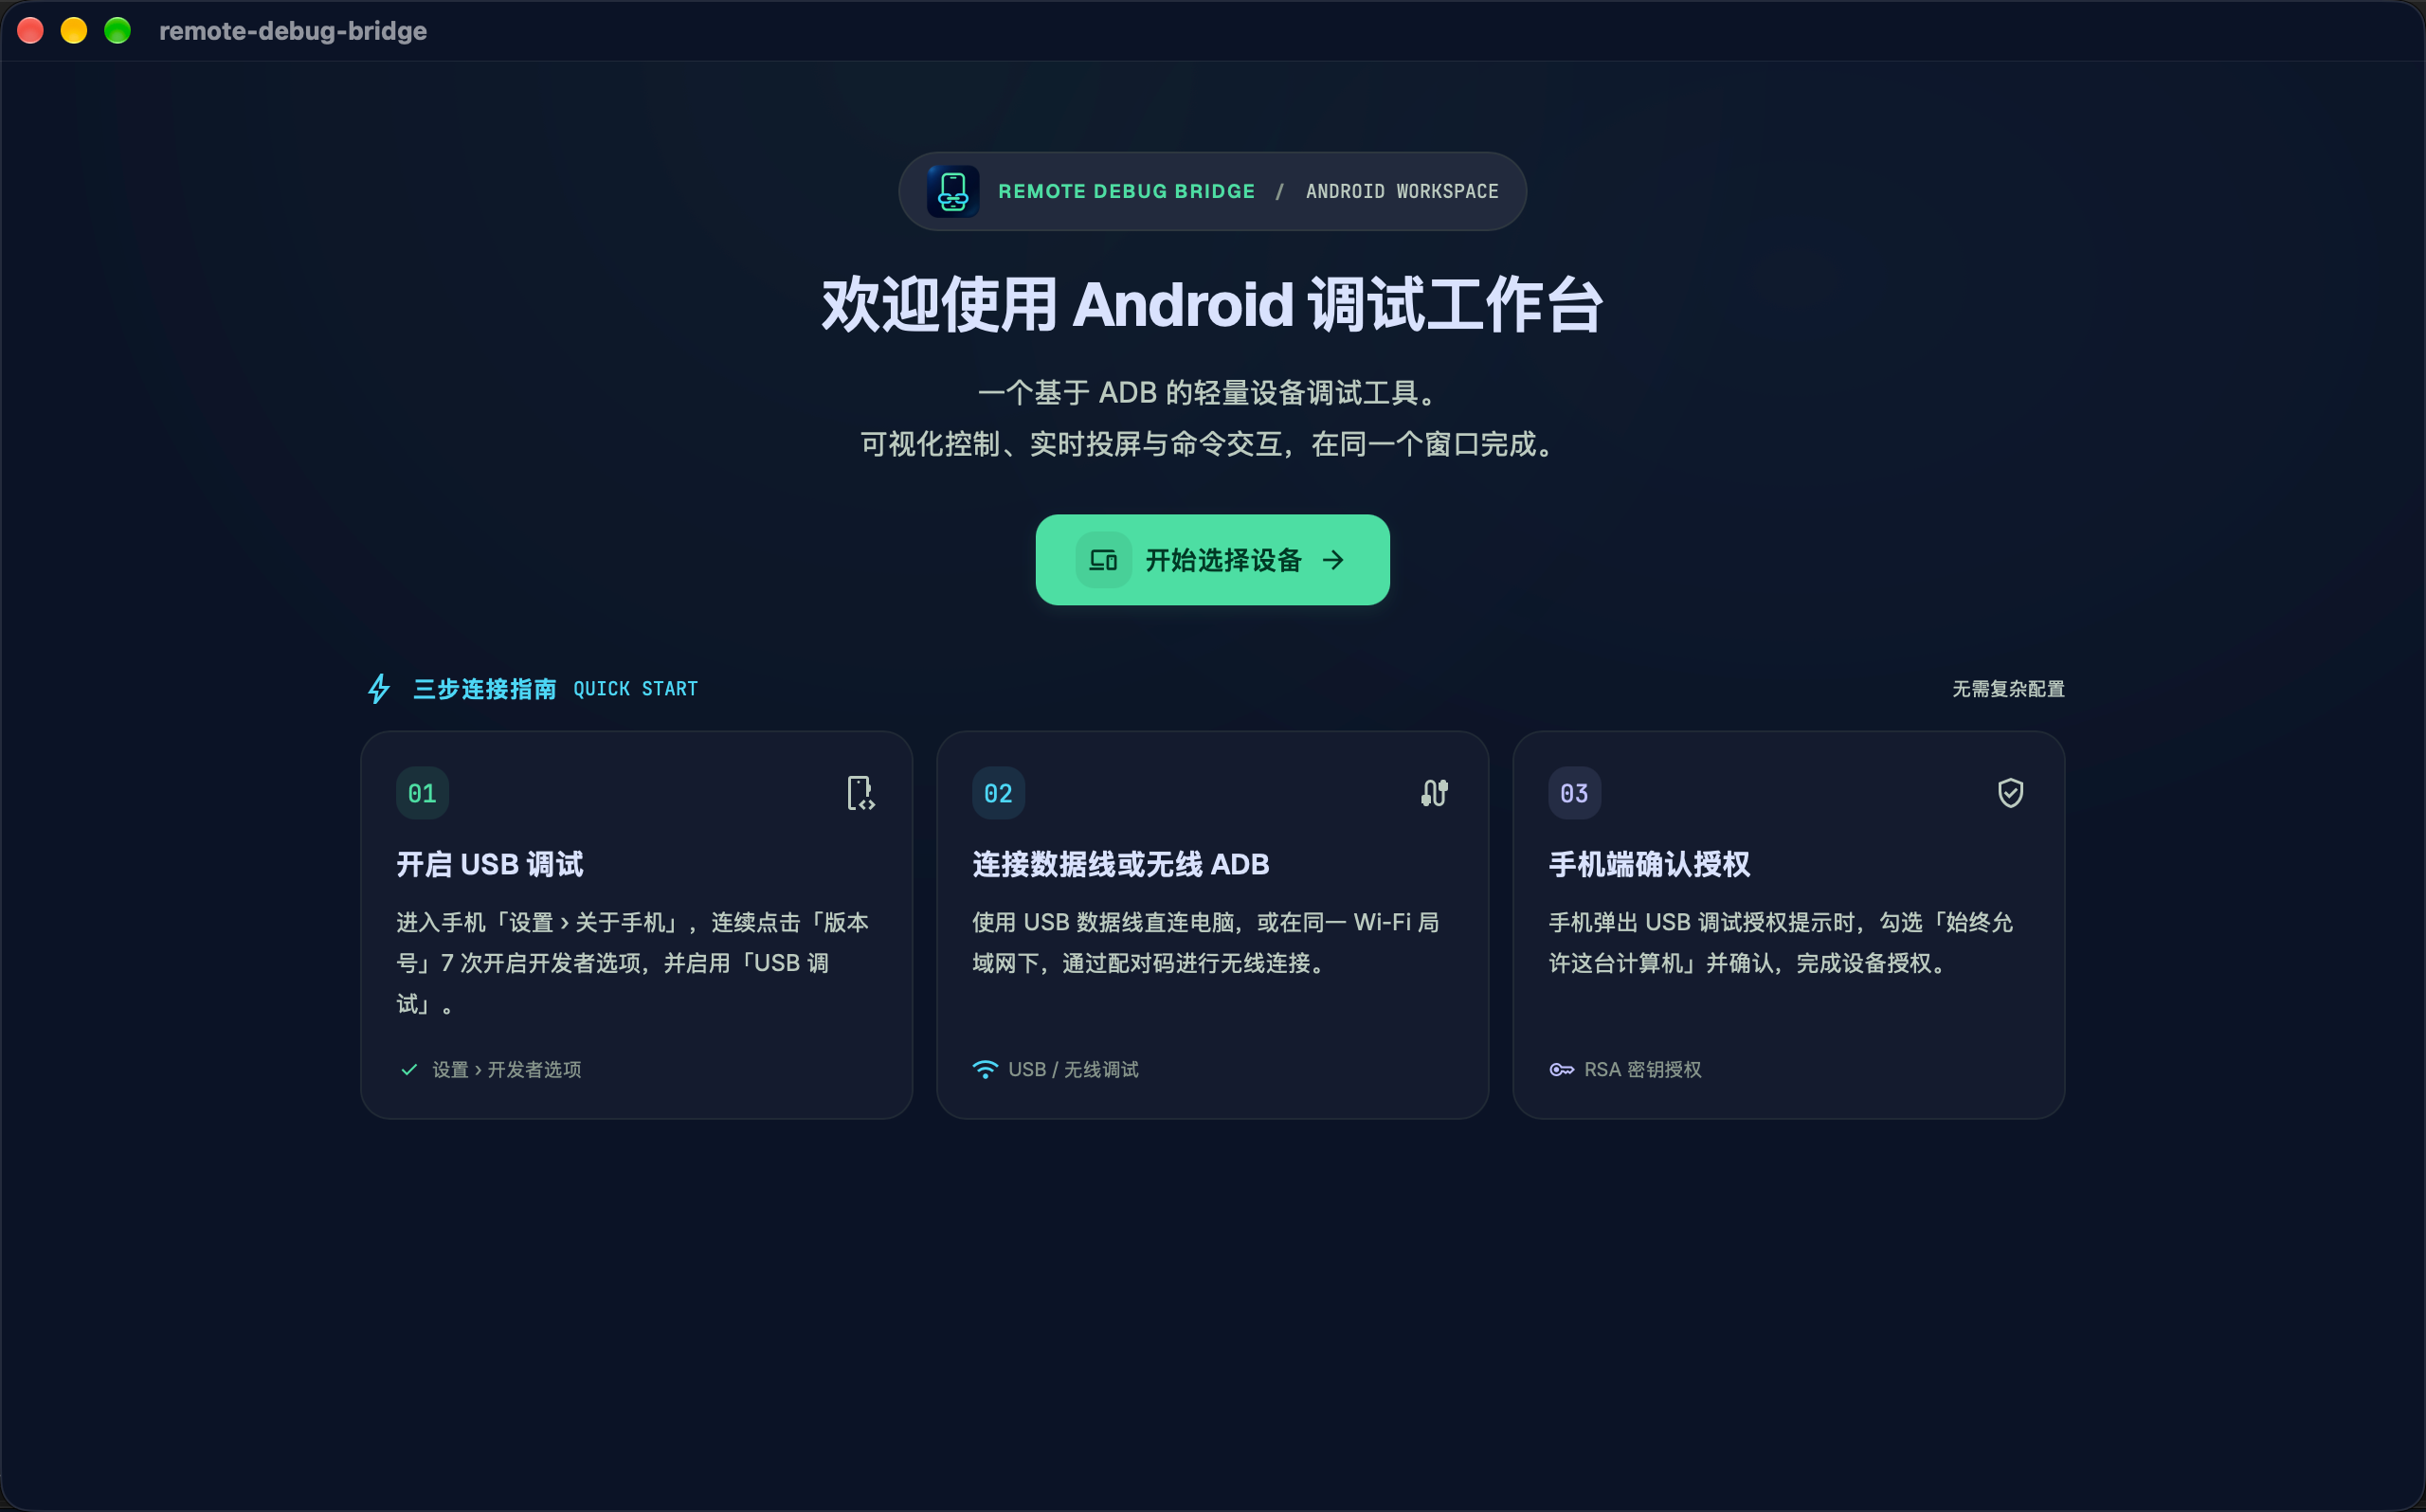 remote-debug-bridge
REMOTE DEBUG BRIDGE / ANDROID WORKSPACE
欢迎使用 Android 调试工作台
一个基于 ADB 的轻量设备调试工具。
可视化控制、实时投屏与命令交互，在同一个窗口完成。
开始选择设备 →
三步连接指南 QUICK START
无需复杂配置
01
开启 USB 调试
进入手机「设置 › 关于手机」，连续点击「版本
号」7 次开启开发者选项，并启用「USB 调
试」。
设置 › 开发者选项
02
连接数据线或无线 ADB
使用 USB 数据线直连电脑，或在同一 Wi-Fi 局
域网下，通过配对码进行无线连接。
USB / 无线调试
03
手机端确认授权
手机弹出 USB 调试授权提示时，勾选「始终允
许这台计算机」并确认，完成设备授权。
RSA 密钥授权